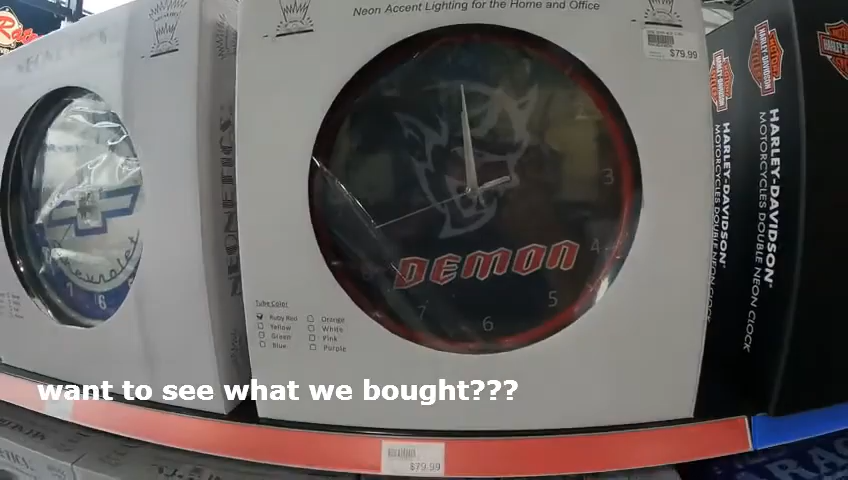 Neon Accent Lighting for the Home and Office
$79.99
NEONETICS
Chevrolet
6
DEMON
3
4
5
6
7
Tube Color
Ruby Red
Orange
Yellow
White
Green
Pink
Blue
Purple
HARLEY-DAVIDSON
MOTORCYCLES DOUBLE NEON CLOCK
HARLEY-DAVIDSON
MOTORCYCLES DOUBLE NEON CLOCK
want to see what we bought???
$79.99